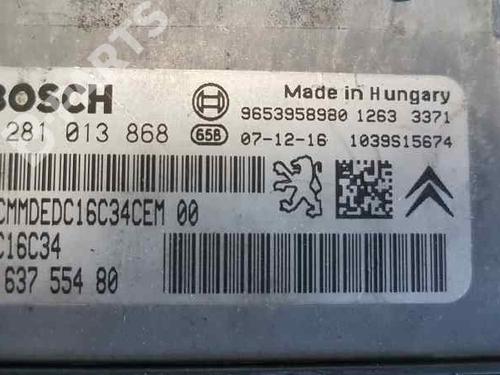 BOSCH
Made in Hungary
281 013 868
658
9653958980 1263 3371
07-12-16 1039S15674
CMMDEDC16C34CEM 00
C16C34
637 554 80